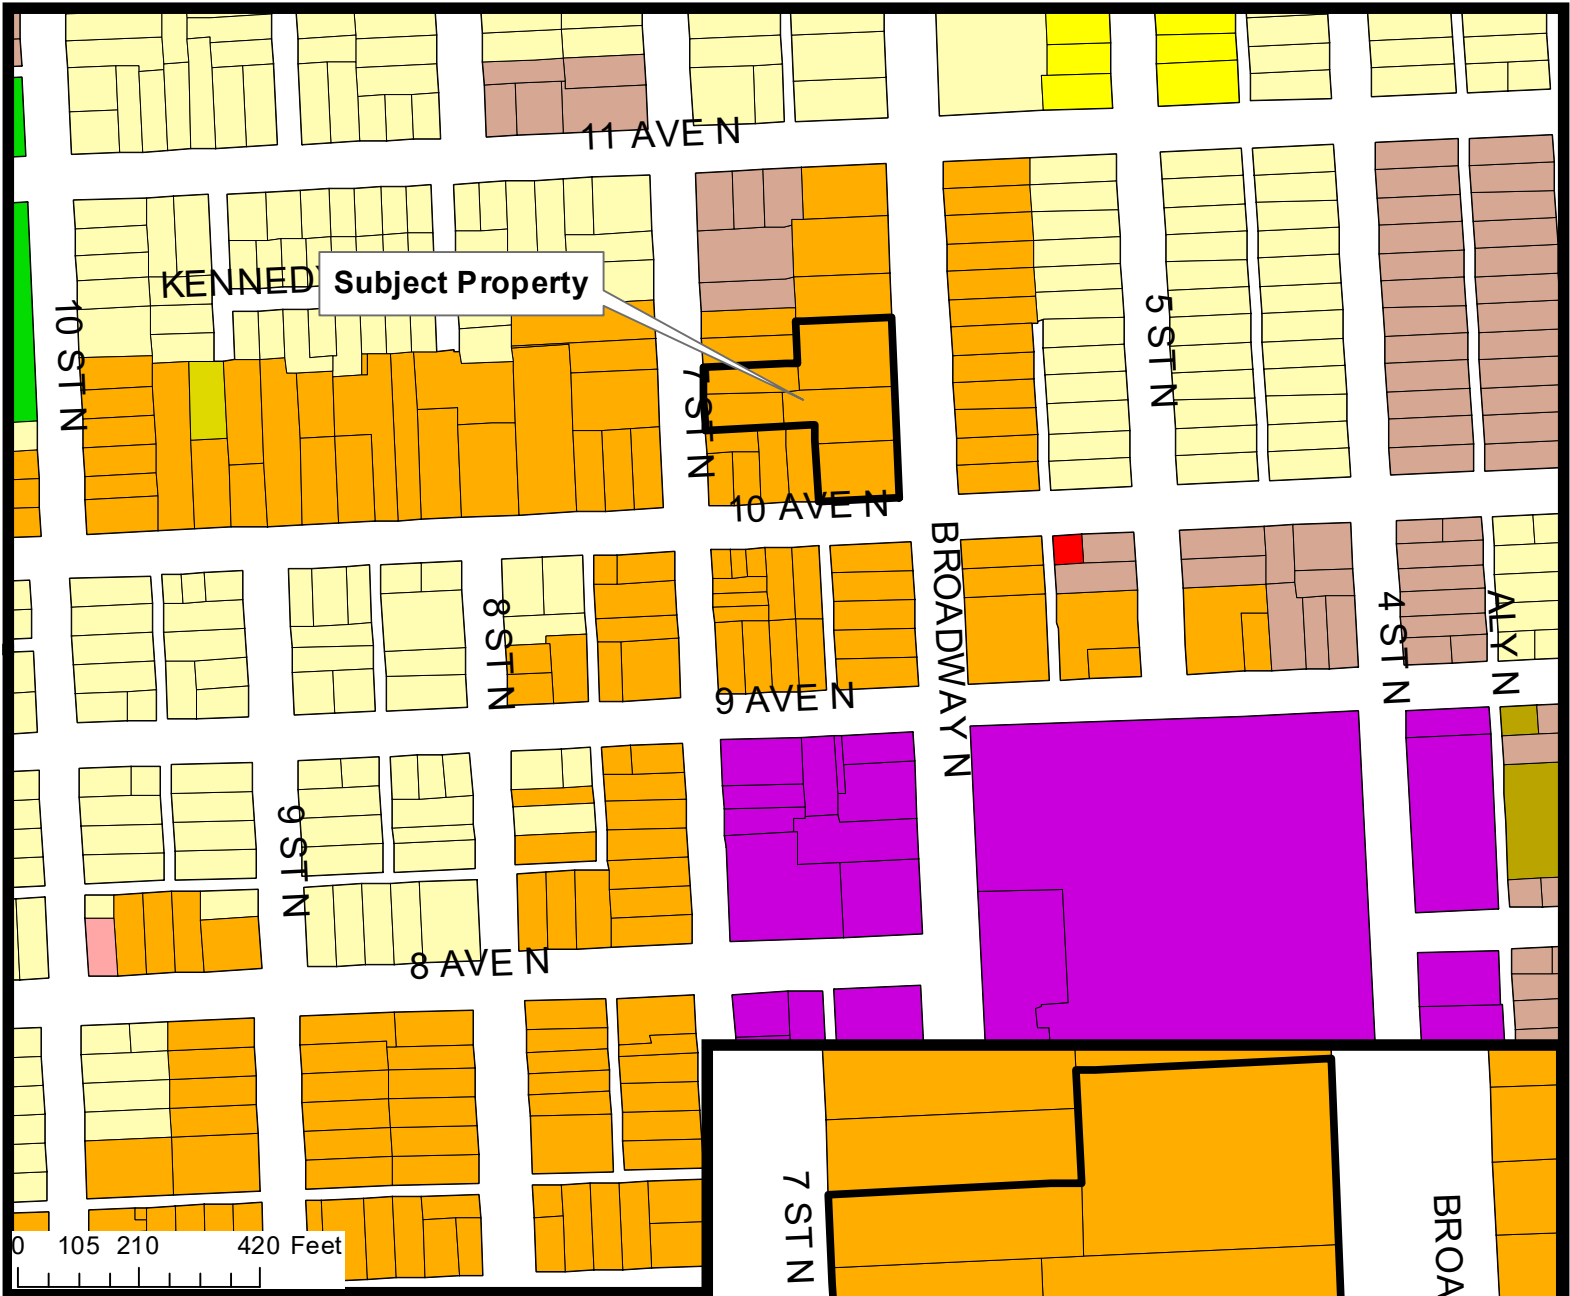 11 AVE N
KENNED
Subject Property
10 ST N
7 ST N
5 ST N
10 AVE N
BROADWAY N
8 ST N
4 ST N
ALY N
9 AVE N
9 ST N
8 AVE N
7 ST N
BROA
0 105 210 420 Feet